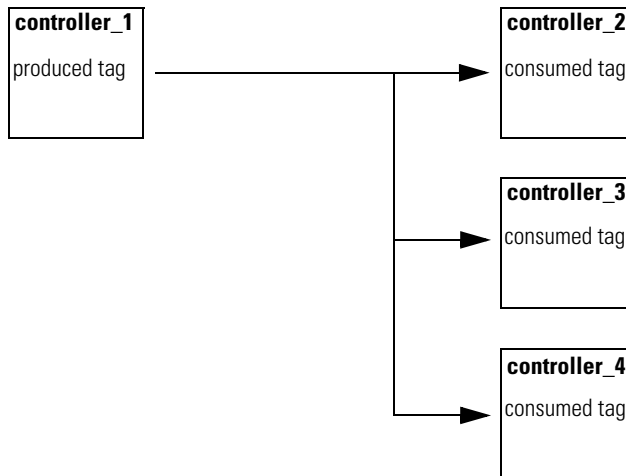 controller_1
produced tag
controller_2
consumed tag
controller_3
consumed tag
controller_4
consumed tag